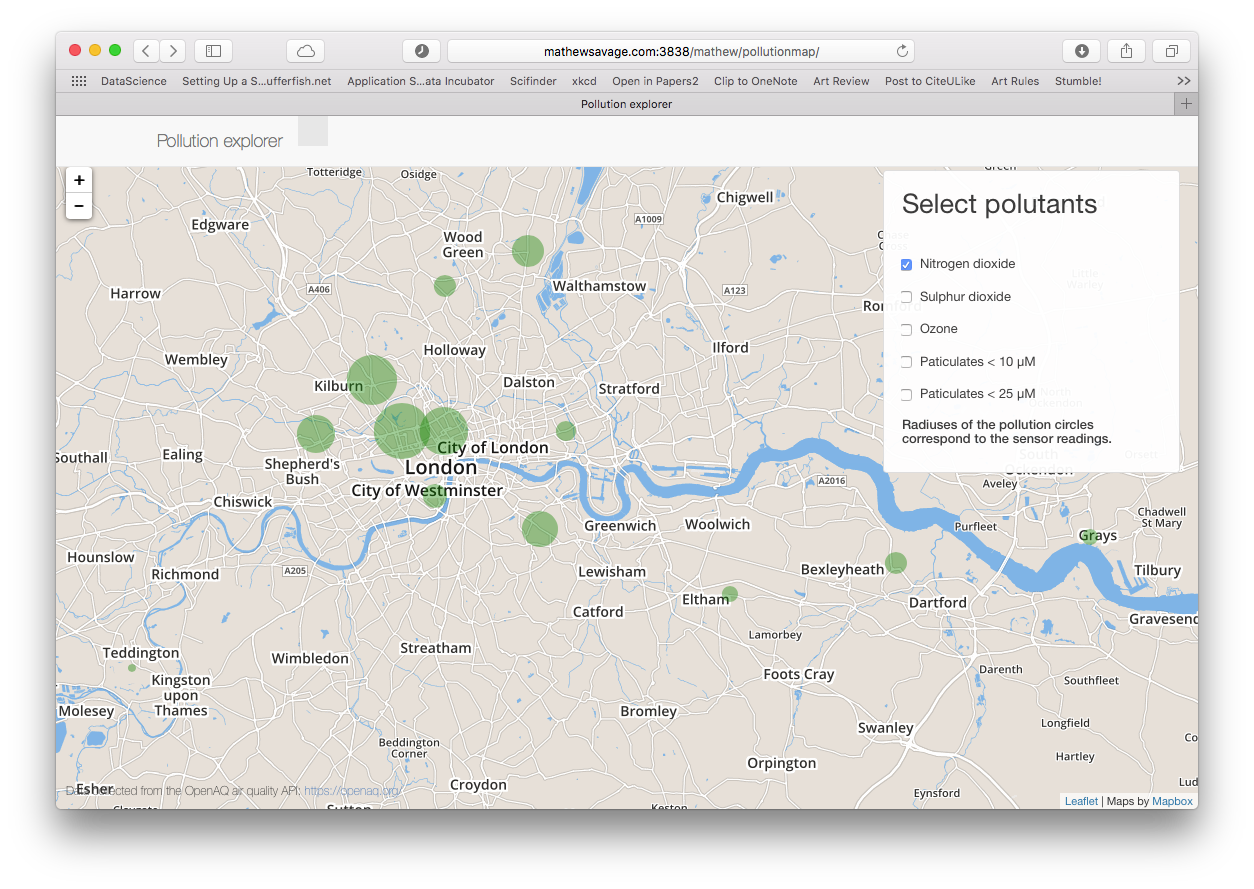 mathewsavage.com:3838/mathew/pollutionmap/
DataScience
Setting Up a S...ufferfish.net
Application S...ata Incubator
Scifinder
xkcd
Open in Papers2
Clip to OneNote
Art Review
Post to CiteULike
Art Rules
Stumble!
>>
Pollution explorer
+
Pollution explorer
+
−
Totteridge
Osidge
Chigwell
A1009
Edgware
Wood
Green
Walthamstow
A406
A123
Harrow
Wembley
Holloway
Ilford
Kilburn
Dalston
Stratford
Southall
Ealing
Shepherd's
Bush
City of London
London
City of Westminster
Chiswick
Greenwich
Woolwich
A2016
Aveley
Purfleet
Chadwell
St Mary
Grays
Tilbury
Hounslow
Richmond
A205
Lewisham
Bexleyheath
Eltham
Catford
Dartford
Gravesend
Lamorbey
Streatham
Wimbledon
Teddington
Kingston
upon
Thames
Molesey
Foots Cray
Darenth
Southfleet
Bromley
Swanley
Longfield
Beddington
Corner
Hartley
Orpington
Croydon
Eynsford
Esher
Sutton
Keston
Select polutants
Nitrogen dioxide
Sulphur dioxide
Ozone
Paticulates < 10 µM
Paticulates < 25 µM
Radiuses of the pollution circles
correspond to the sensor readings.
South
Ockendon
Data collected from the OpenAQ air quality API: https://openaq.org
Leaflet | Maps by Mapbox